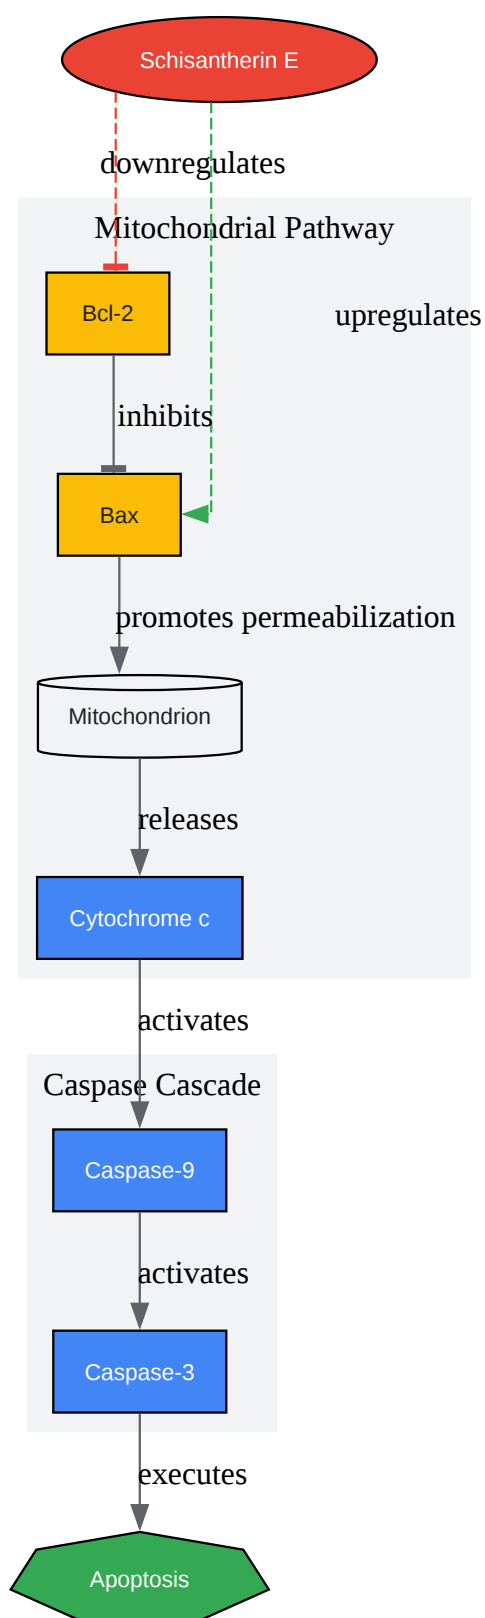 Schisantherin E
downregulates
Mitochondrial Pathway
Bcl-2
upregulates
inhibits
Bax
promotes permeabilization
Mitochondrion
releases
Cytochrome c
activates
Caspase Cascade
Caspase-9
activates
Caspase-3
executes
Apoptosis